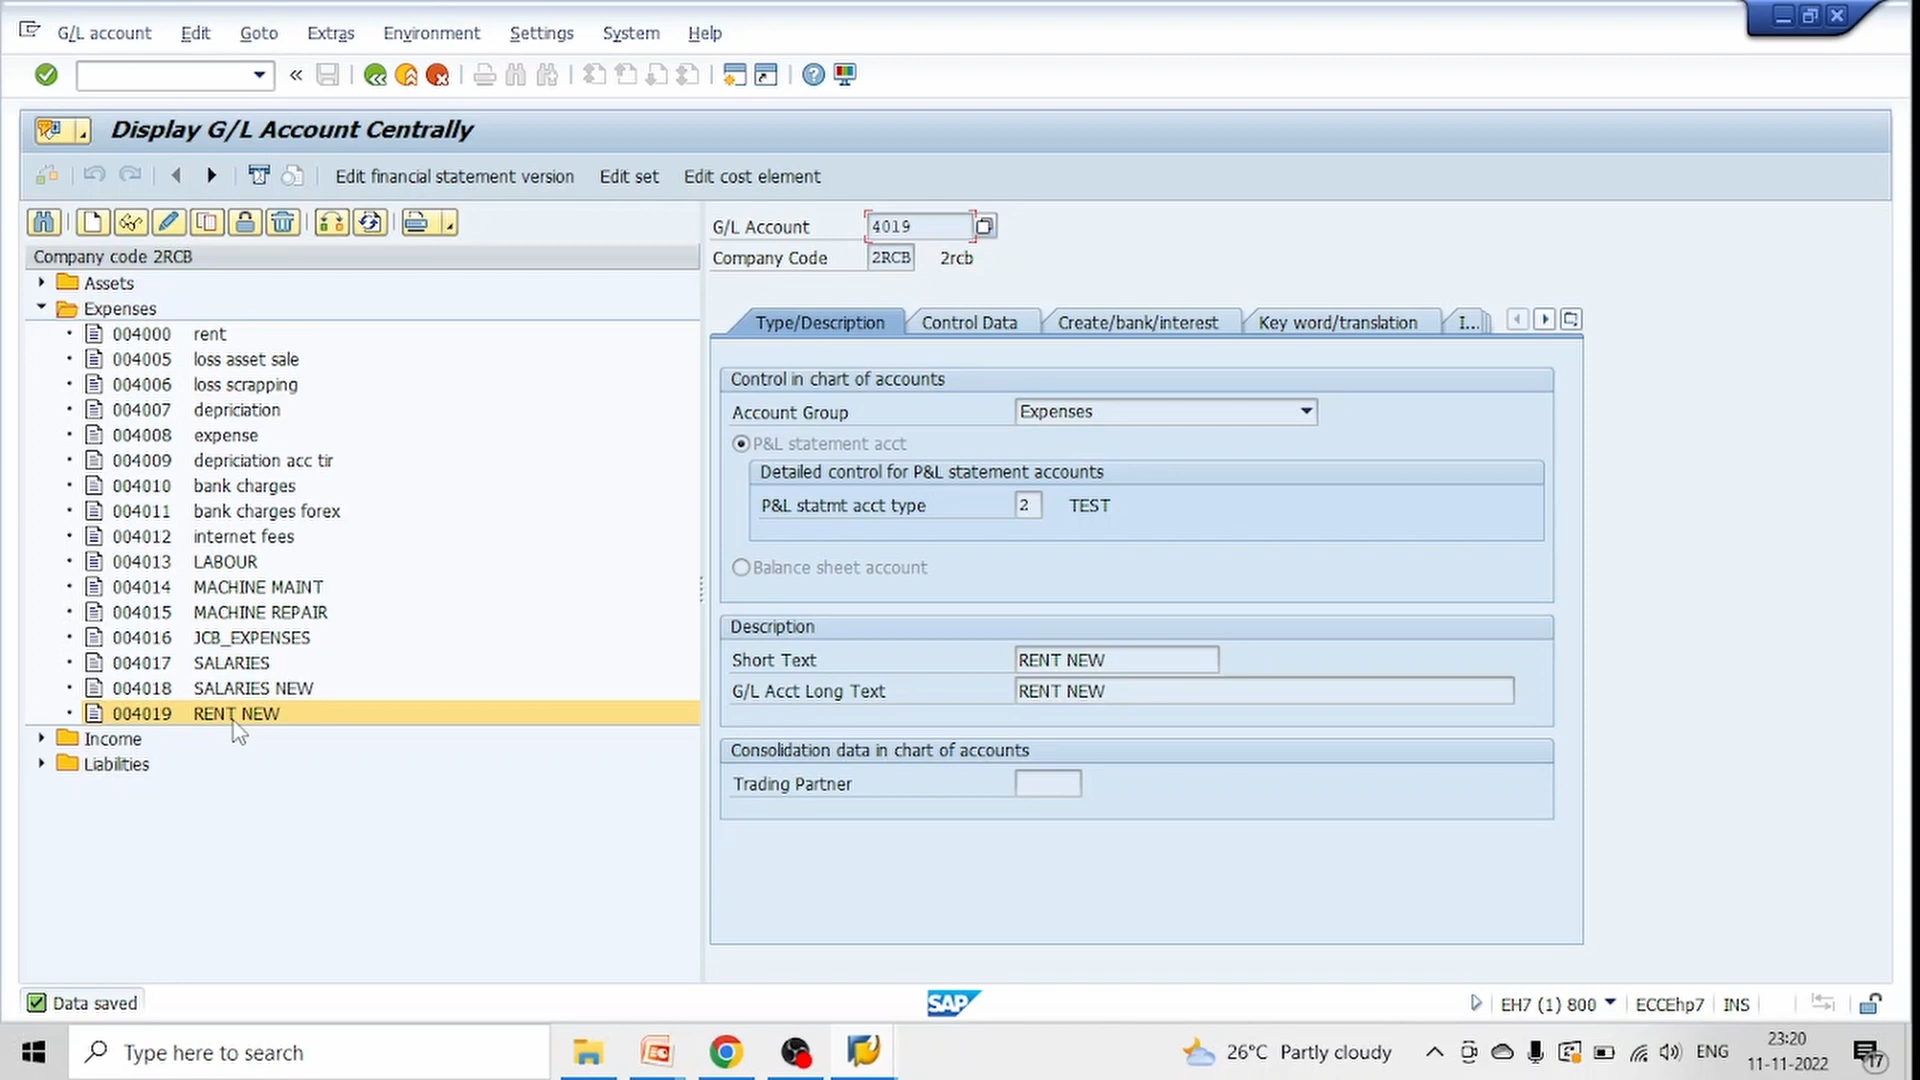 G/L account Edit Goto Extras Environment Settings System Help
Display G/L Account Centrally
Edit financial statement version Edit set Edit cost element
G/L Account 4019
Company Code 2RCB 2rcb
Company code 2RCB
Assets
Expenses
004000 rent
004005 loss asset sale
004006 loss scrapping
004007 depriciation
004008 expense
004009 depriciation acc tir
004010 bank charges
004011 bank charges forex
004012 internet fees
004013 LABOUR
004014 MACHINE MAINT
004015 MACHINE REPAIR
004016 JCB_EXPENSES
004017 SALARIES
004018 SALARIES NEW
004019 RENT NEW
Income
Liabilities
Type/Description Control Data Create/bank/interest Key word/translation I...
Control in chart of accounts
Account Group Expenses
P&L statement acct
Detailed control for P&L statement accounts
P&L statmt acct type 2 TEST
Balance sheet account
Description
Short Text RENT NEW
G/L Acct Long Text RENT NEW
Consolidation data in chart of accounts
Trading Partner
Data saved
SAP
EH7 (1) 800 ECCEhp7 INS
Type here to search
26°C Partly cloudy
ENG
23:20
11-11-2022
17